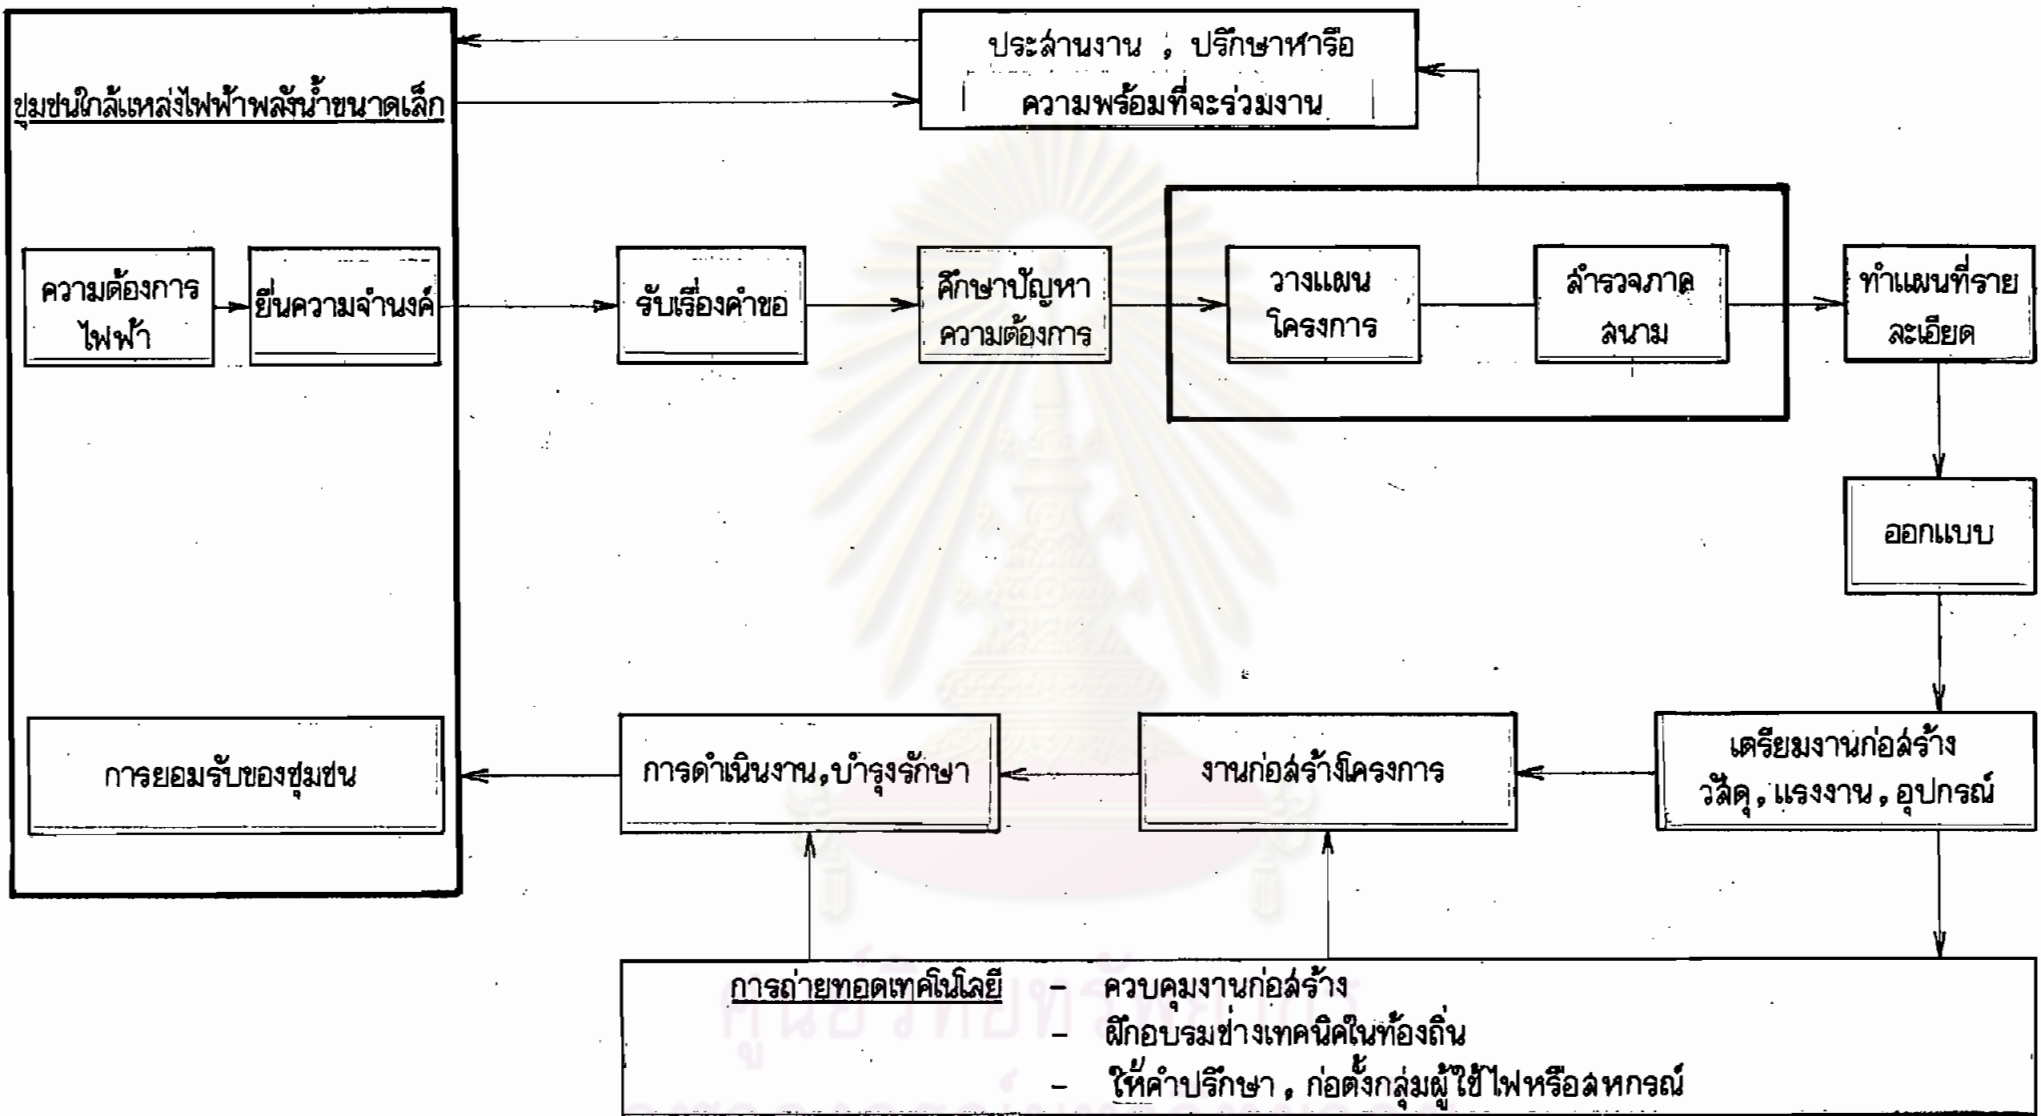 ประสานงาน , ปรึกษาหารือ
ความพร้อมที่จะร่วมงาน
ชุมชนใกล้แหล่งไฟฟ้าพลังน้ำขนาดเล็ก
ความต้องการ
ไฟฟ้า
ยื่นความจำนงค์
รับเรื่องคำขอ
ศึกษาปัญหา
ความต้องการ
วางแผน
โครงการ
สำรวจภาค
สนาม
ทำแผนที่ราย
ละเอียด
ออกแบบ
เตรียมงานก่อสร้าง
วัสดุ , แรงงาน , อุปกรณ์
งานก่อสร้างโครงการ
การดำเนินงาน,บำรุงรักษา
การยอมรับของชุมชน
การถ่ายทอดเทคโนโลยี - ควบคุมงานก่อสร้าง
- ฝึกอบรมช่างเทคนิคในท้องถิ่น
- ให้คำปรึกษา , ก่อตั้งกลุ่มผู้ใช้ไฟหรือสหกรณ์
ศูนย์วิทยทรัพยากร